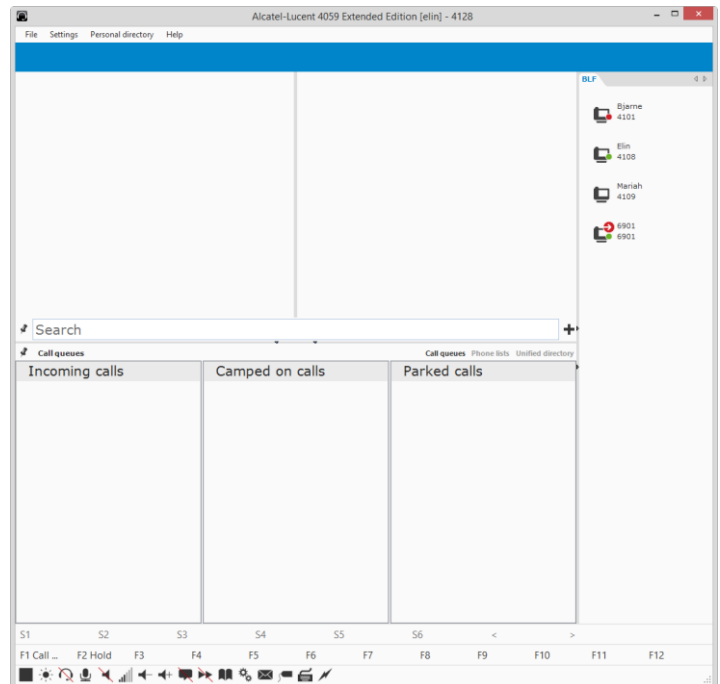 Alcatel-Lucent 4059 Extended Edition [elin] - 4128
File Settings Personal directory Help
BLF
Bjarne
4101
Elin
4108
Mariah
4109
6901
6901
Search
Call queues Call queues Phone lists Unified directory
Incoming calls Camped on calls Parked calls
S1 S2 S3 S4 S5 S6 < >
F1 Call ... F2 Hold F3 F4 F5 F6 F7 F8 F9 F10 F11 F12